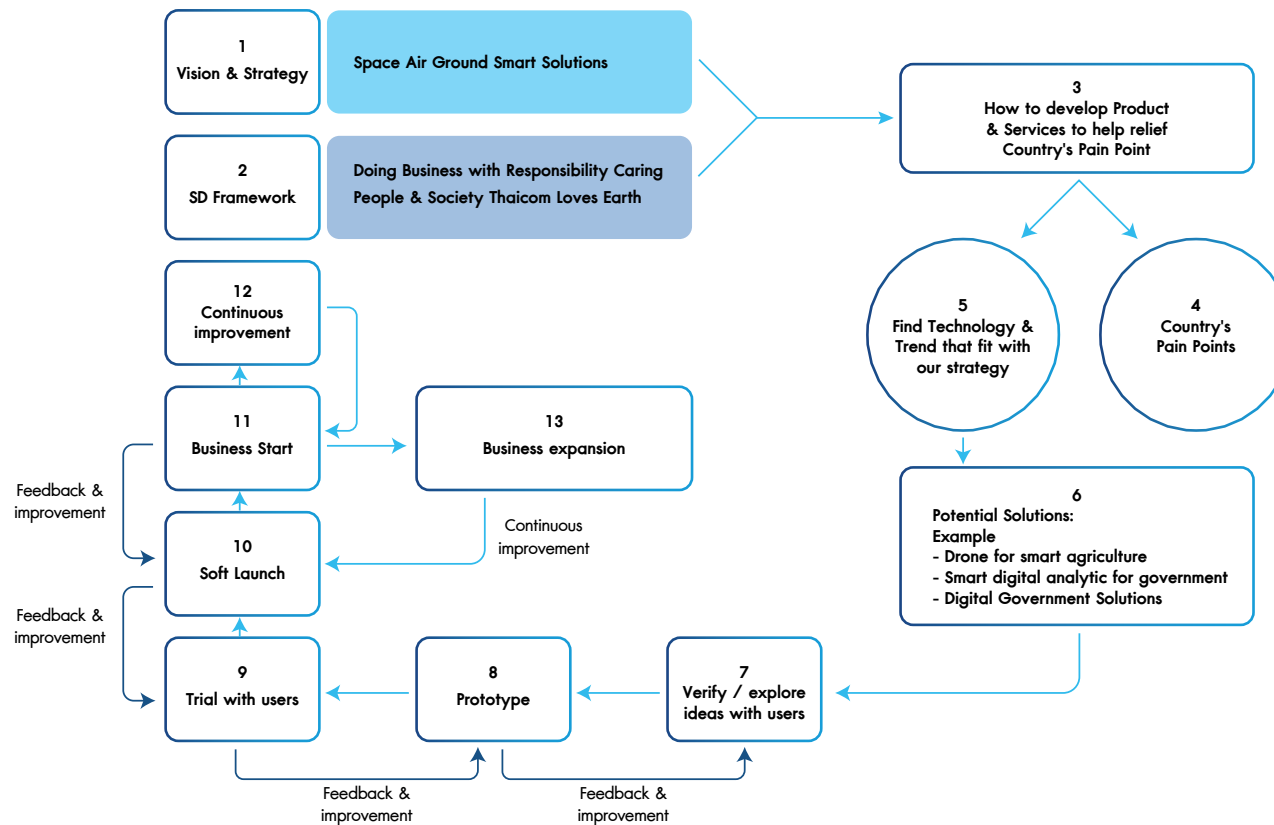 1
Vision & Strategy
Space Air Ground Smart Solutions
2
SD Framework
Doing Business with Responsibility Caring
People & Society Thaicom Loves Earth
3
How to develop Product
& Services to help relief
Country's Pain Point
4
Country's
Pain Points
5
Find Technology &
Trend that fit with
our strategy
6
Potential Solutions:
Example
- Drone for smart agriculture
- Smart digital analytic for government
- Digital Government Solutions
7
Verify / explore
ideas with users
8
Prototype
9
Trial with users
10
Soft Launch
11
Business Start
12
Continuous
improvement
13
Business expansion
Continuous
improvement
Feedback &
improvement
Feedback &
improvement
Feedback &
improvement
Feedback &
improvement